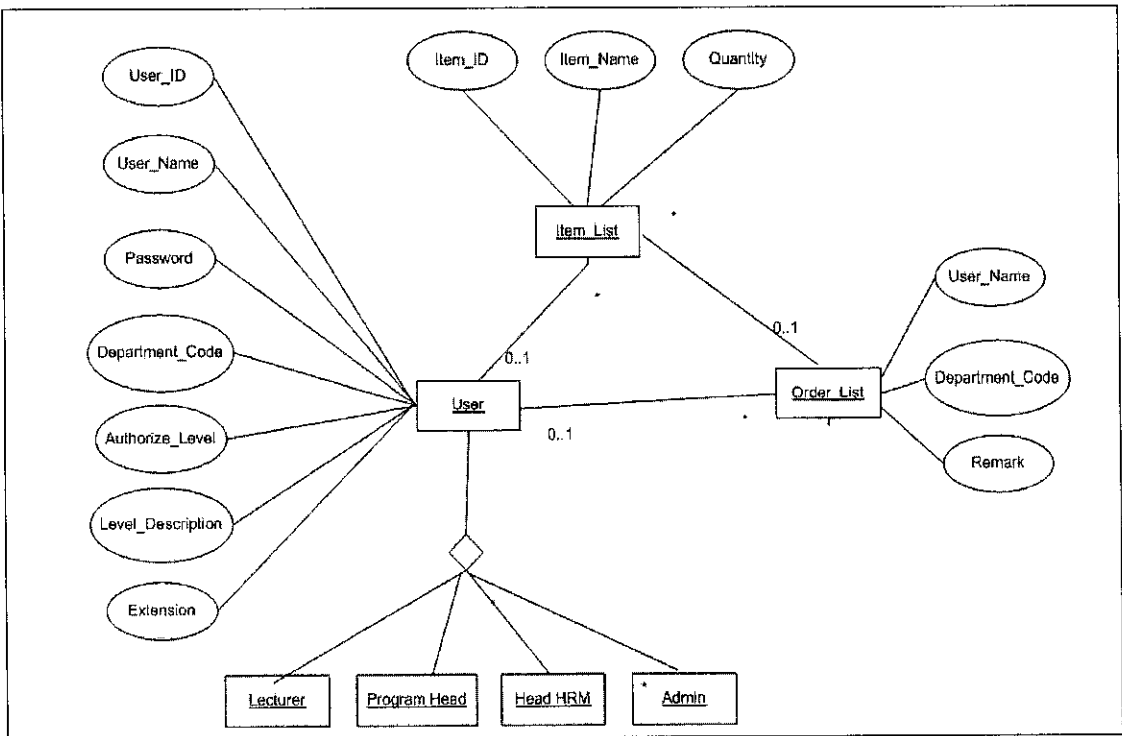 Item_ID
Item_Name
Quantity
User_ID
User_Name
Password
Department_Code
Authorize_Level
Level_Description
Extension
Item_List
*
*
0..1
0..1
User
0..1
*
Order_List
User_Name
Department_Code
Remark
Lecturer
Program Head
Head HRM
*
Admin